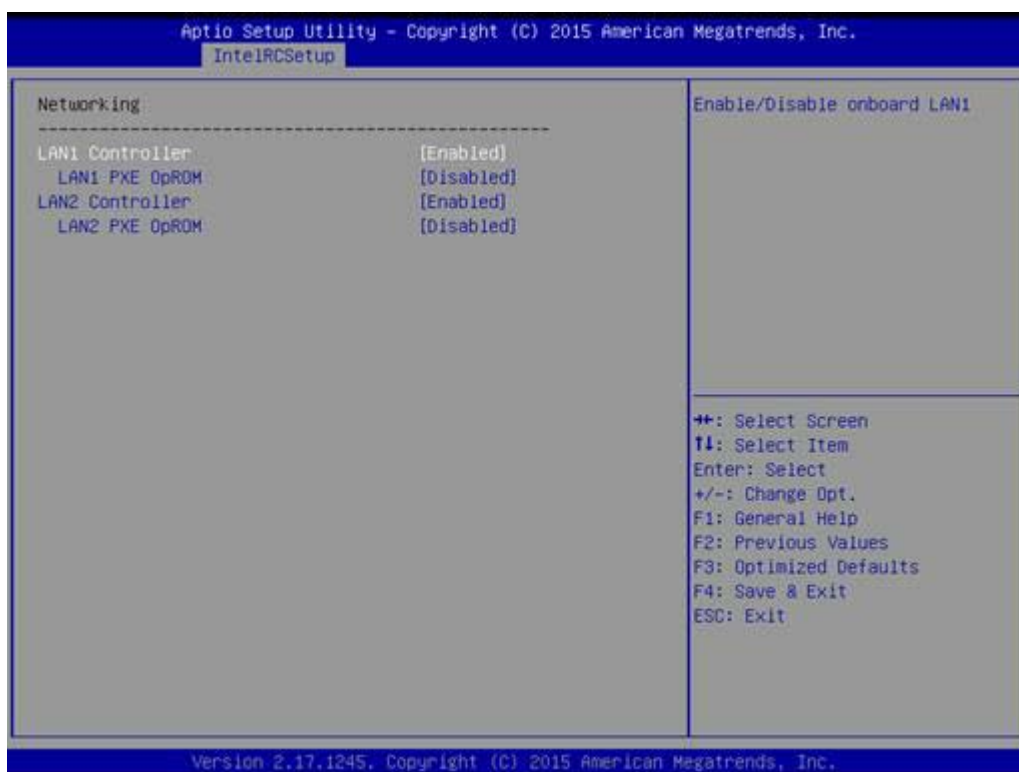 Aptio Setup Utility - Copyright (C) 2015 American Megatrends, Inc.
IntelRCSetup
Networking
--------------------------------------------------
LAN1 Controller [Enabled]
LAN1 PXE OpROM [Disabled]
LAN2 Controller [Enabled]
LAN2 PXE OpROM [Disabled]
Enable/Disable onboard LAN1
→←: Select Screen
↑↓: Select Item
Enter: Select
+/-: Change Opt.
F1: General Help
F2: Previous Values
F3: Optimized Defaults
F4: Save & Exit
ESC: Exit
Version 2.17.1245. Copyright (C) 2015 American Megatrends, Inc.